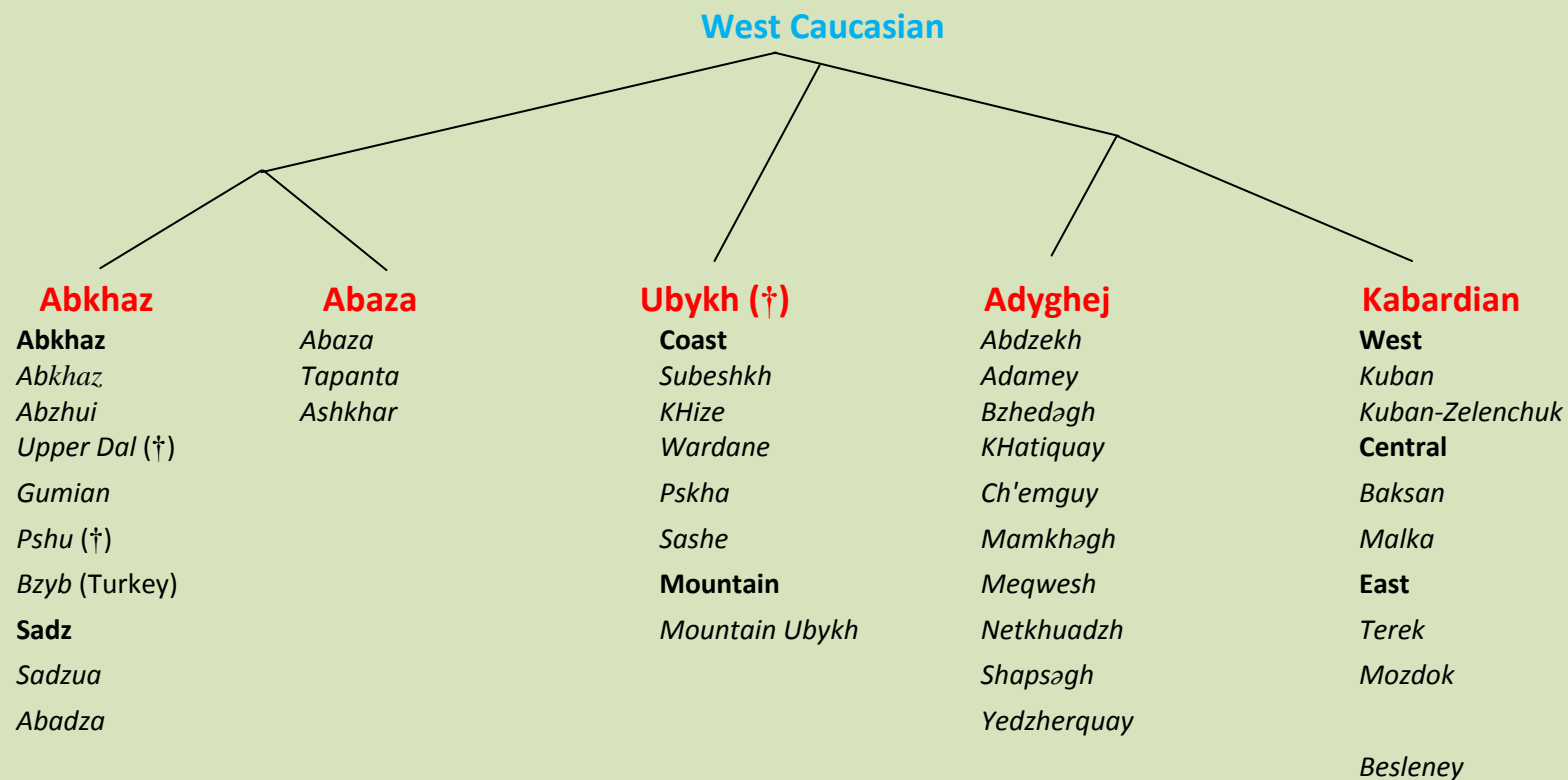 West Caucasian
Abkhaz
Abkhaz
Abkhaz
Abzhui
Upper Dal (†)
Gumian
Pshu (†)
Bzyb (Turkey)
Sadz
Sadzua
Abadza
Abaza
Abaza
Tapanta
Ashkhar
Ubykh (†)
Coast
Subeshkh
KHize
Wardane
Pskha
Sashe
Mountain
Mountain Ubykh
Adyghej
Abdzekh
Adamey
Bzhedəgh
KHatiquay
Ch'emguy
Mamkhəgh
Meqwesh
Netkhuadzh
Shapsəgh
Yedzherquay
Kabardian
West
Kuban
Kuban-Zelenchuk
Central
Baksan
Malka
East
Terek
Mozdok
Besleney